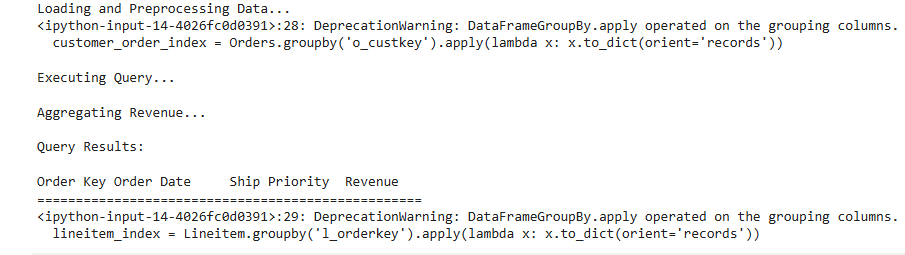 Loading and Preprocessing Data...
<ipython-input-14-4026fc0d0391>:28: DeprecationWarning: DataFrameGroupBy.apply operated on the grouping columns.
customer_order_index = Orders.groupby('o_custkey').apply(lambda x: x.to_dict(orient='records'))
Executing Query...
Aggregating Revenue...
Query Results:
Order Key Order Date     Ship Priority  Revenue
==================================================
<ipython-input-14-4026fc0d0391>:29: DeprecationWarning: DataFrameGroupBy.apply operated on the grouping columns.
lineitem_index = Lineitem.groupby('l_orderkey').apply(lambda x: x.to_dict(orient='records'))